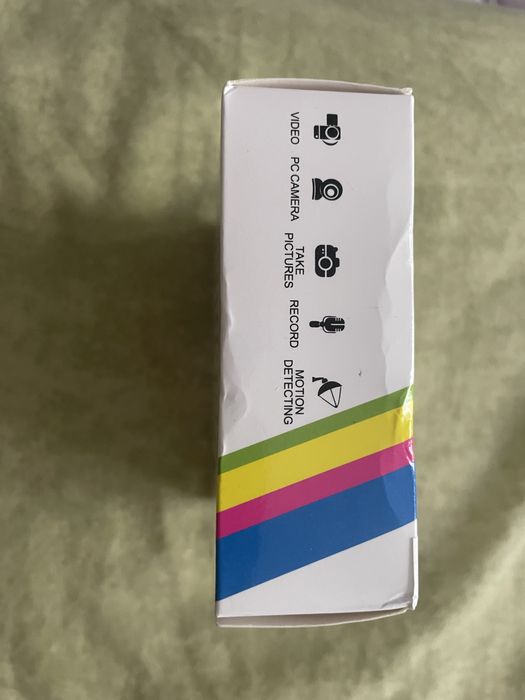 VIDEO
PC CAMERA
TAKE
PICTURES
RECORD
MOTION
DETECTING